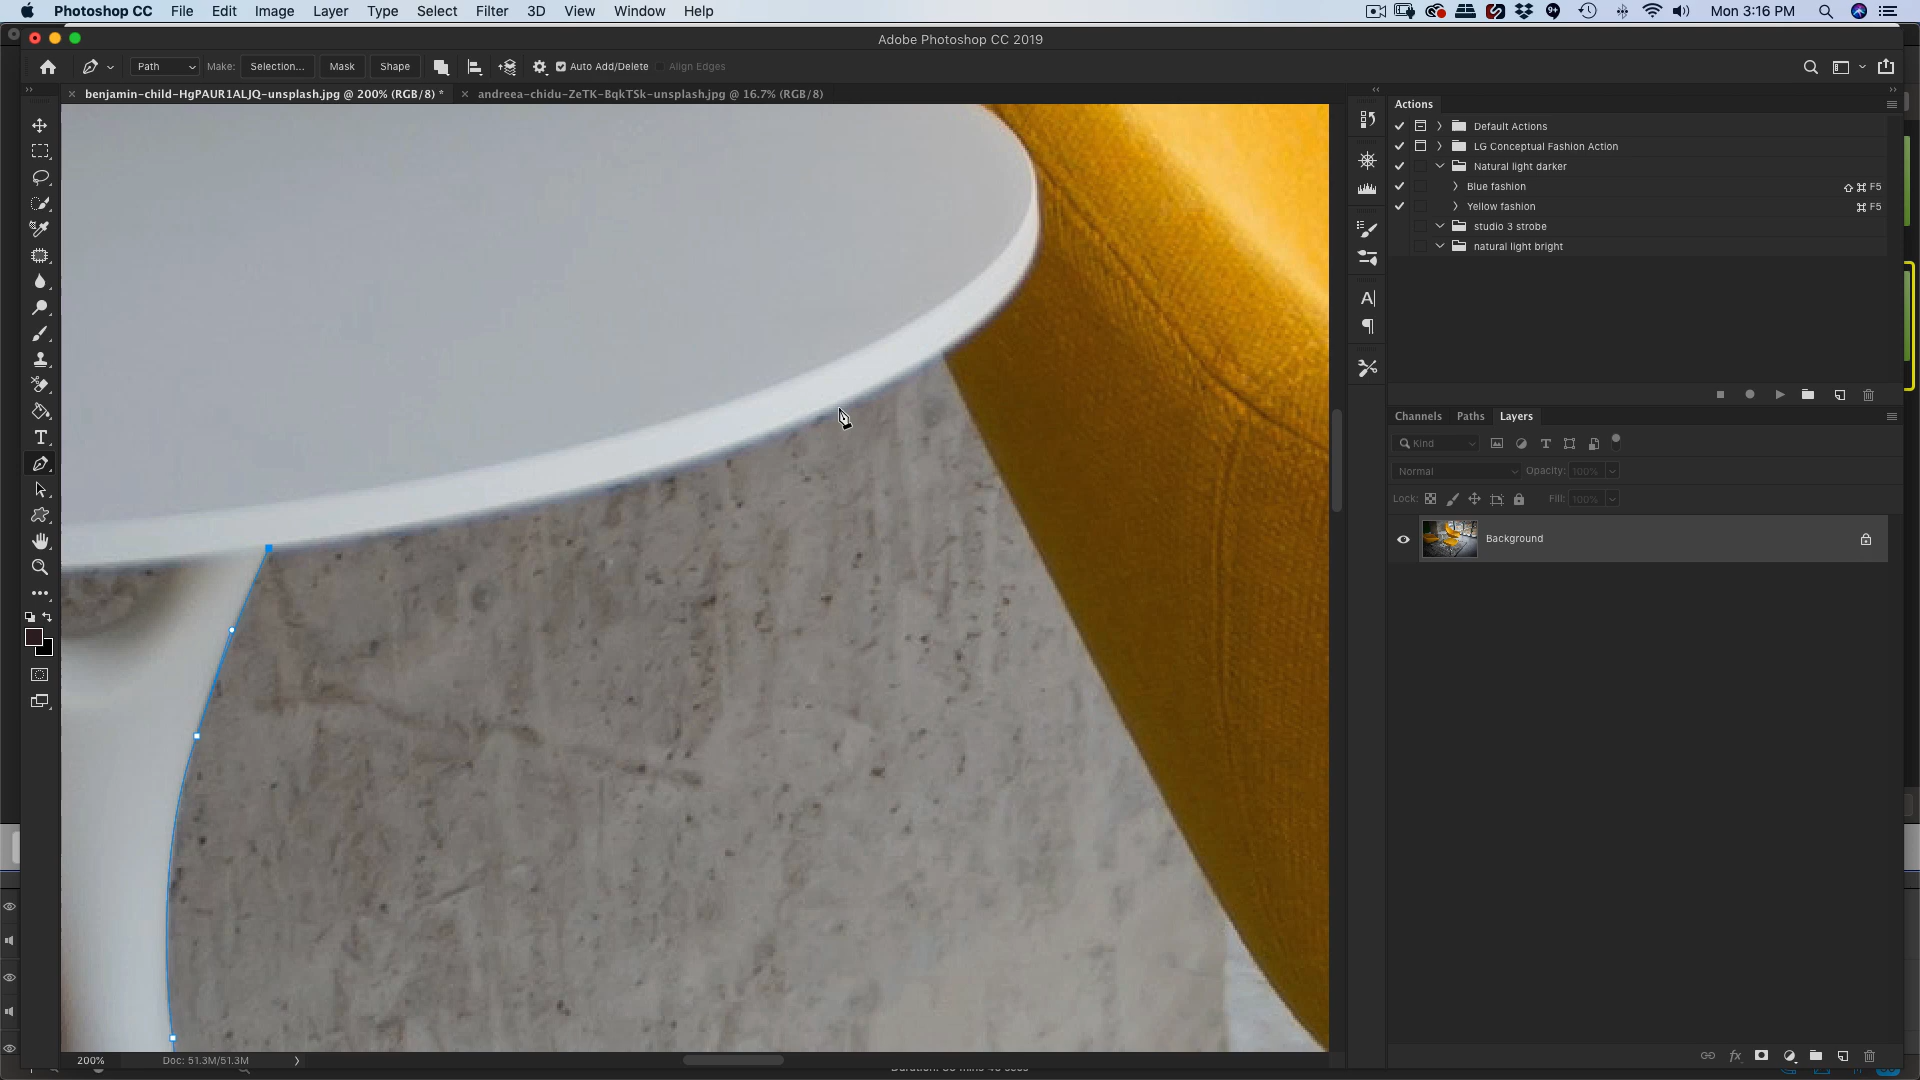 Photoshop CC File Edit Image Layer Type Select Filter 3D View Window Help Mon 3:16 PM
Adobe Photoshop CC 2019
Path Make: Selection... Mask Shape Auto Add/Delete Align Edges
benjamin-child-HgPAUR1ALJQ-unsplash.jpg @ 200% (RGB/8) * andreea-chidu-ZeTK-BqkTSk-unsplash.jpg @ 16.7% (RGB/8)
Actions
Default Actions
LG Conceptual Fashion Action
Natural light darker
Blue fashion F5
Yellow fashion F5
studio 3 strobe
natural light bright
Channels Paths Layers
Kind
Normal Opacity: 100%
Lock: Fill: 100%
Background
200% Doc: 51.3M/51.3M